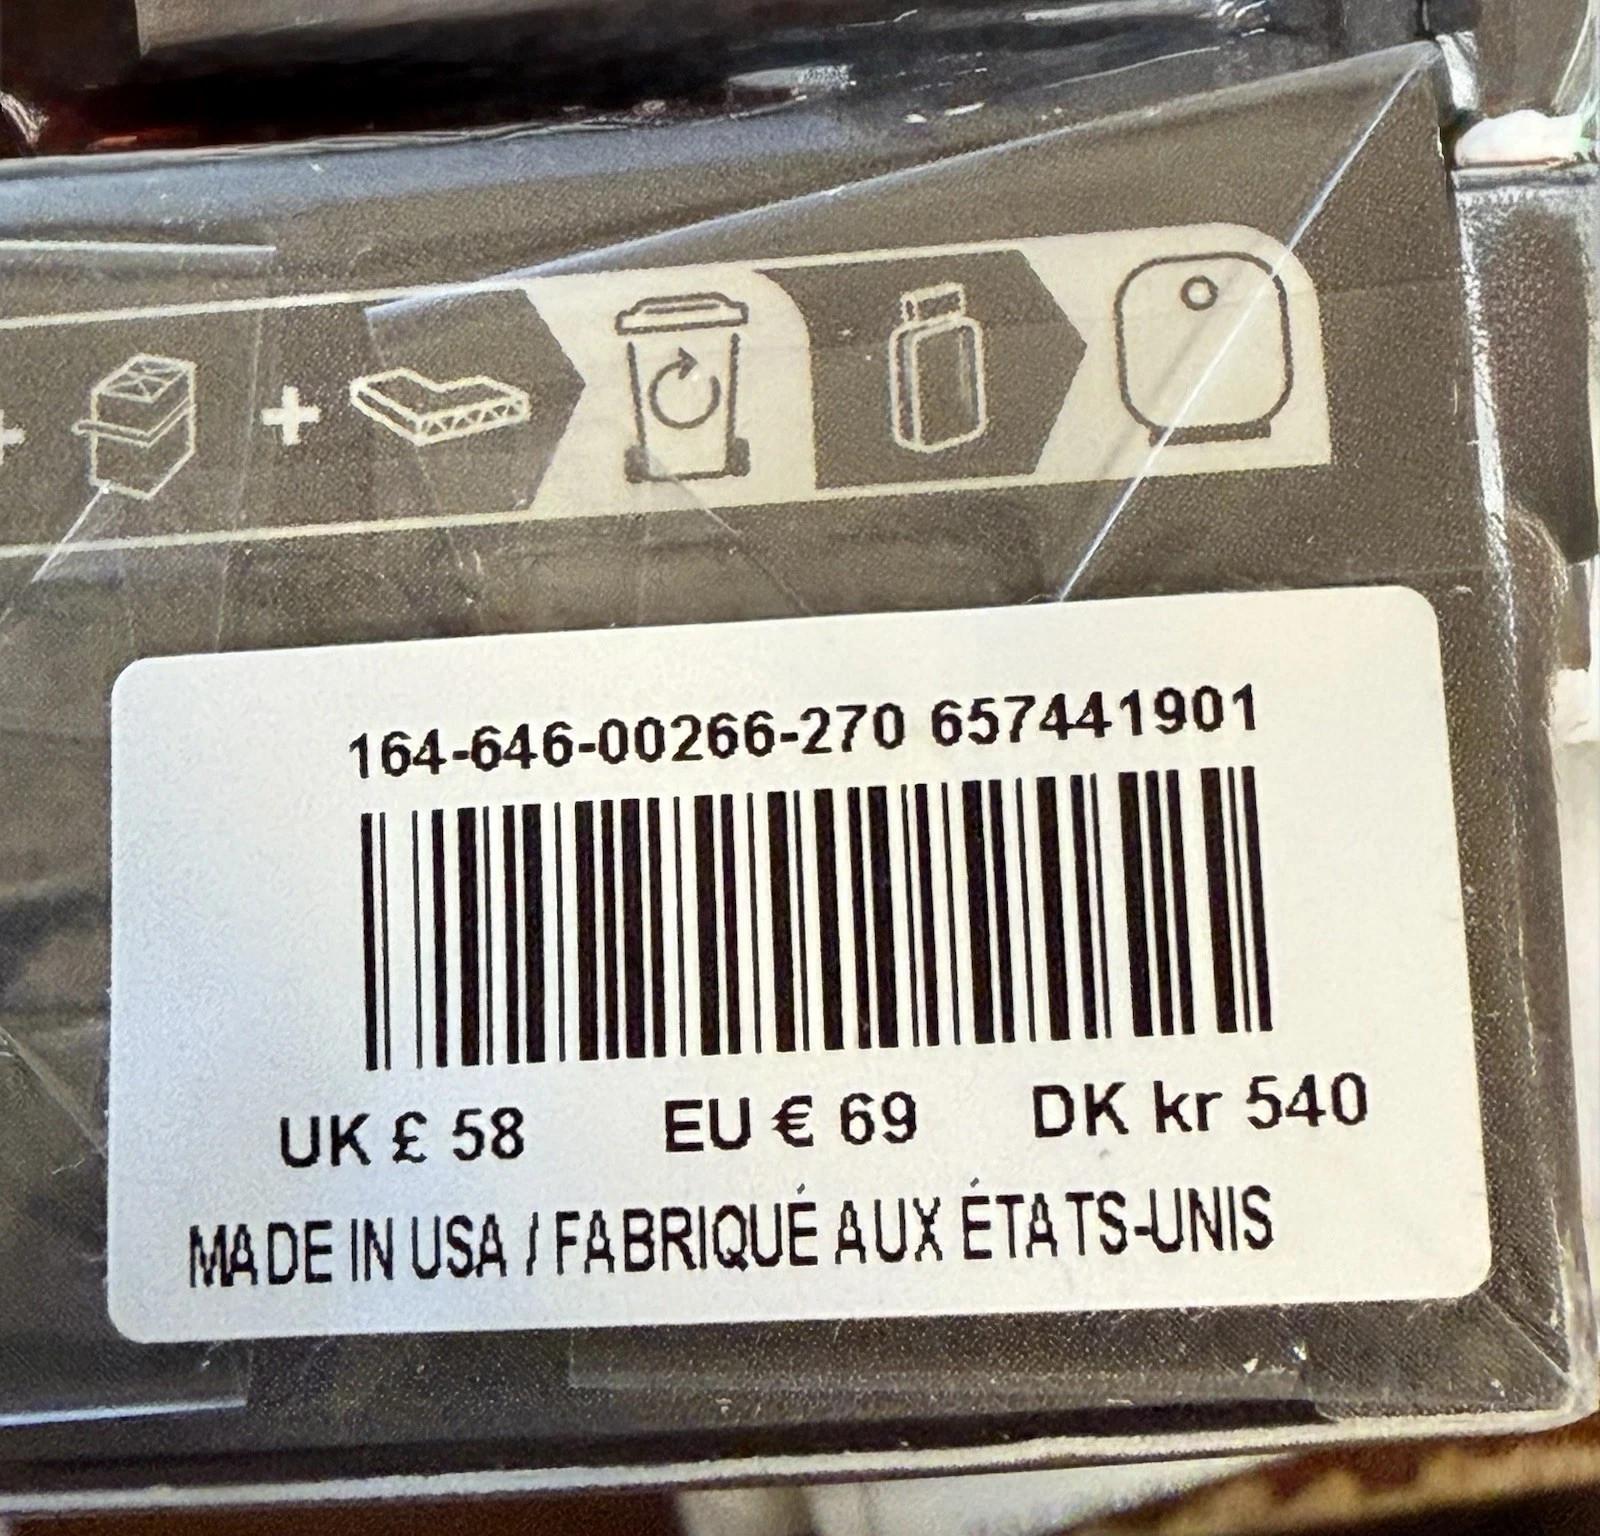 164-646-00266-270 657441901
UK £ 58 EU € 69 DK kr 540
MADE IN USA / FABRIQUÉ AUX ÉTATS-UNIS